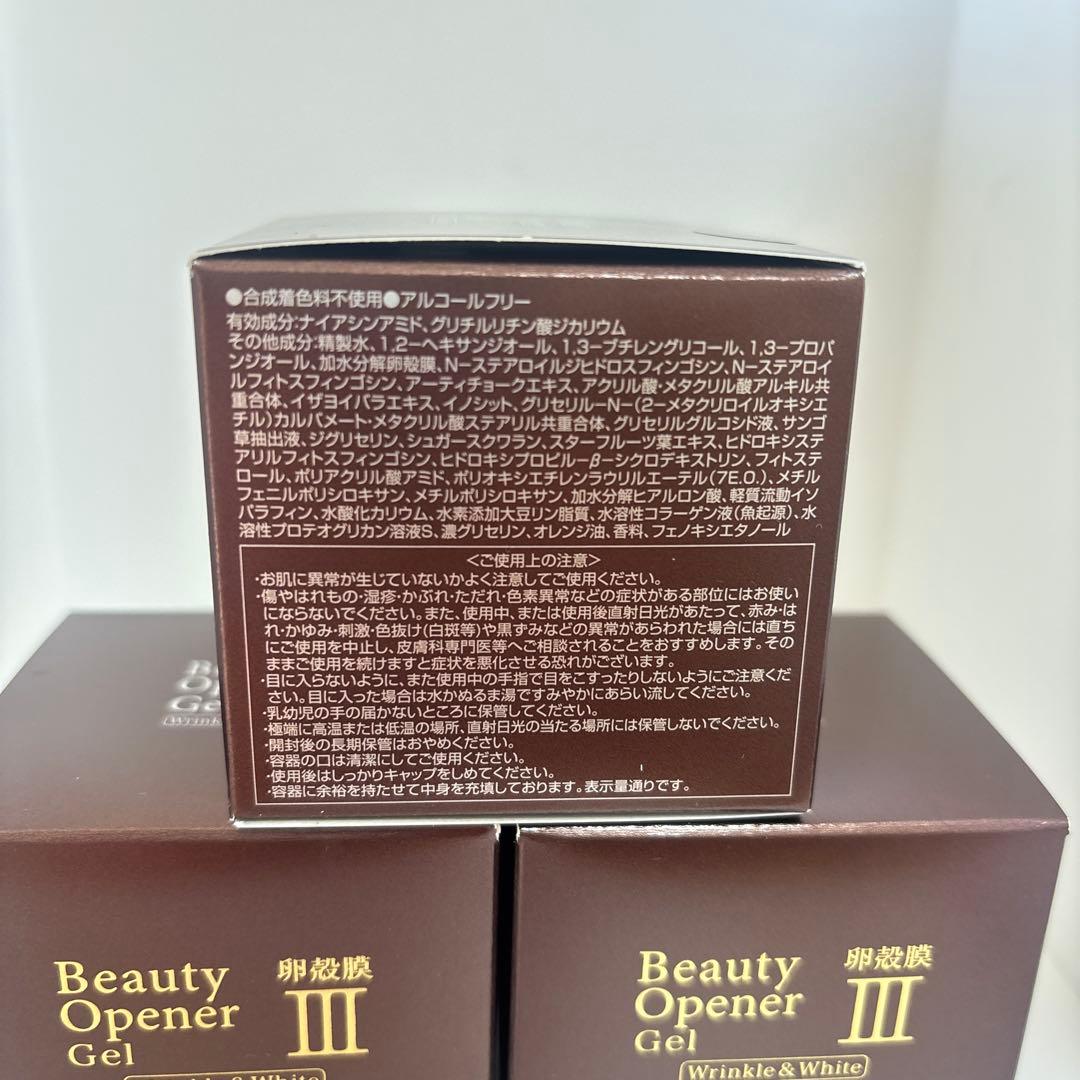 ●合成着色料不使用●アルコールフリー
有効成分:ナイアシンアミド、グリチルリチン酸ジカリウム
その他成分:精製水、1,2ーヘキサンジオール、1,3ーブチレングリコール、1,3ープロパ
ンジオール、加水分解卵殻膜、NーステアロイルジヒドロスフィンゴシンN、Nーステアロイ
ルフィトスフィンゴシン、アーティチョークエキス、アクリル酸・メタクリル酸アルキル共
重合体、イザヨイバラエキス、イノシット、グリセリルーNー(2ーメタクリロイルオキシエ
チル)カルバメート・メタクリル酸ステアリル共重合体、グリセリルグルコシド液、サンゴ
草抽出液、ジグリセリン、シュガースクワラン、スターフルーツ葉エキス、ヒドロキシステ
アリルフィトスフィンゴシン、ヒドロキシプロピルーβーシクロデキストリン、フィトステ
ロール、ポリアクリル酸アミド、ポリオキシエチレンラウリルエーテル(7E.O.)、メチル
フェニルポリシロキサン、メチルポリシロキサン、加水分解ヒアルロン酸、軽質流動イソ
パラフィン、水酸化カリウム、水素添加大豆リン脂質、水溶性コラーゲン液(魚起源)、水
溶性プロテオグリカン溶液S、濃グリセリン、オレンジ油、香料、フェノキシエタノール
＜ご使用上の注意＞
・お肌に異常が生じていないかよく注意してご使用ください。
・傷やはれもの・湿疹・かぶれ・ただれ・色素異常などの症状がある部位にはお使い
にならないでください。また、使用中、または使用後直射日光があたって、赤み・は
れ・かゆみ・刺激・色抜け(白斑等)や黒ずみなどの異常があらわれた場合には直ち
にご使用を中止し、皮膚科専門医等へご相談されることをおすすめします。その
ままご使用を続けますと症状を悪化させる恐れがございます。
・目に入らないように、また使用中の手指で目をこすったりしないようにご注意くだ
さい。目に入った場合は水かぬるま湯ですみやかにあらい流してください。
・乳幼児の手の届かないところに保管してください。
・極端に高温または低温の場所、直射日光の当たる場所には保管しないでください。
・開封後の長期保管はおやめください。
・容器の口は清潔にしてご使用ください。
・使用後はしっかりキャップをしめてください。
・容器に余裕を持たせて中身を充填しております。表示量通りです。
Beauty
Opener
Gel
卵殻膜
III
Wrinkle & White
Beauty
Opener
Gel
卵殻膜
III
Wrinkle & White